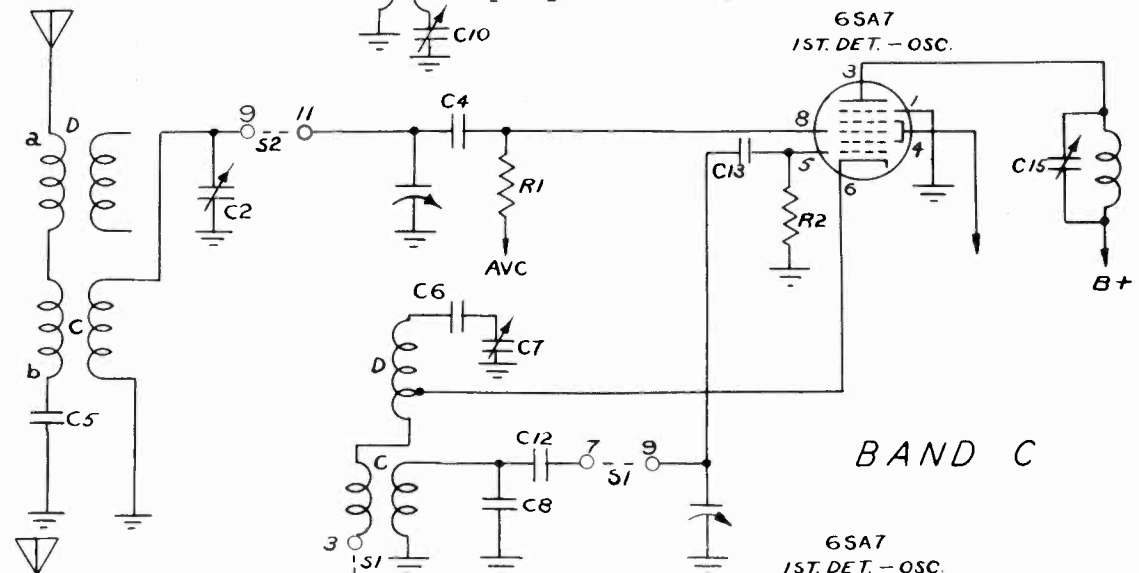 C10
6SA7
1ST. DET. - OSC.
3
1
a
D
9
11
C4
8
S2
5
4
C13
6
C15
C2
R1
R2
AVC
B+
C6
C
C7
b
D
C5
C12
7
9
BAND C
C
S1
C8
3
S1
6SA7
1ST. DET. - OSC.